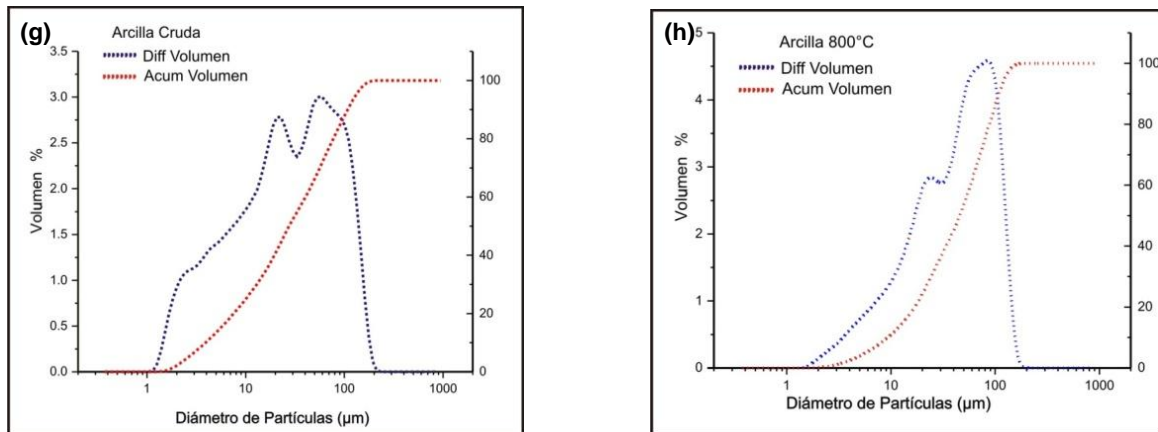 (g)
Arcilla Cruda
Diff Volumen
Acum Volumen
3.5
3.0
2.5
2.0
1.5
1.0
0.5
0.0
Volumen %
100
80
60
40
20
0
1 10 100 1000
Diámetro de Partículas (µm)
(h)
Arcilla 800°C
Diff Volumen
Acum Volumen
5
4
3
2
1
0
Volumen %
100
80
60
40
20
0
1 10 100 1000
Diámetro de Partículas (µm)